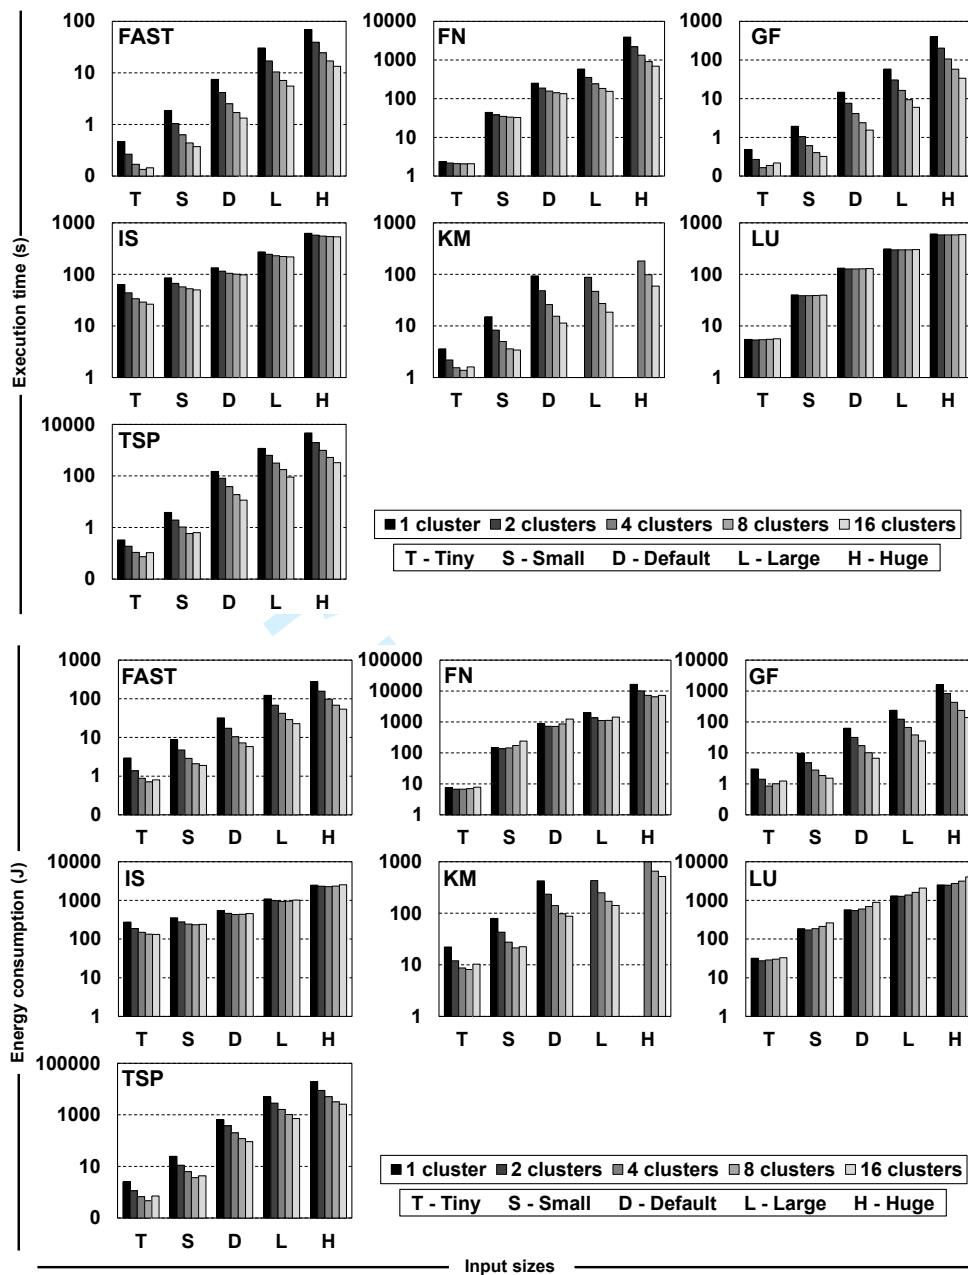 Execution time (s)
FAST
100
10
1
0
T S D L H
FN
10000
1000
100
10
1
T S D L H
GF
1000
100
10
1
0
T S D L H
IS
1000
100
10
1
T S D L H
KM
1000
100
10
1
T S D L H
LU
1000
100
10
1
T S D L H
TSP
10000
100
1
0
T S D L H
1 cluster 2 clusters 4 clusters 8 clusters 16 clusters
T - Tiny S - Small D - Default L - Large H - Huge
Energy consumption (J)
FAST
1000
100
10
1
0
T S D L H
FN
100000
10000
1000
100
10
1
T S D L H
GF
10000
1000
100
10
1
0
T S D L H
IS
10000
1000
100
10
1
T S D L H
KM
1000
100
10
1
T S D L H
LU
10000
1000
100
10
1
T S D L H
TSP
100000
1000
10
0
T S D L H
1 cluster 2 clusters 4 clusters 8 clusters 16 clusters
T - Tiny S - Small D - Default L - Large H - Huge
Input sizes